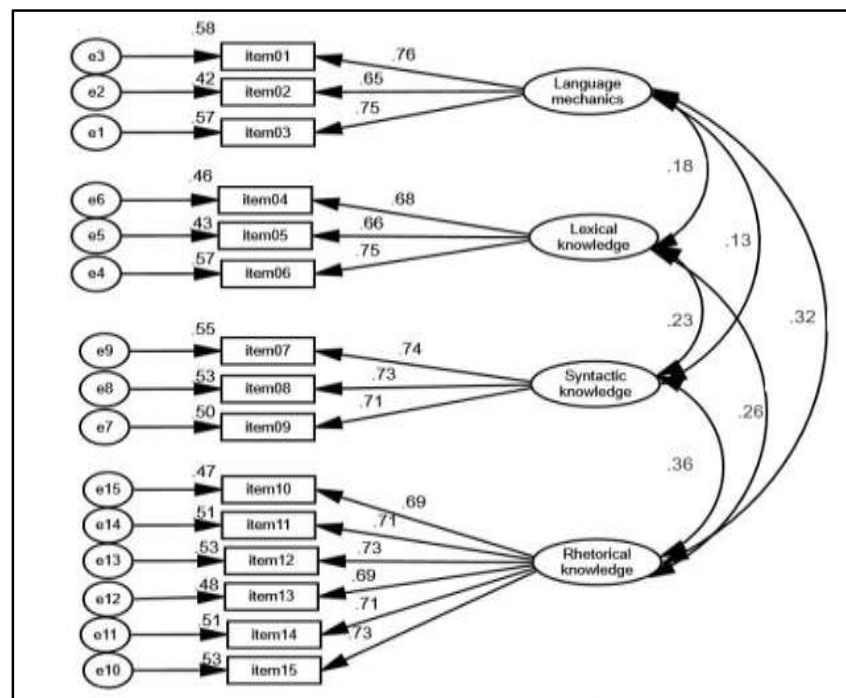 .58
e3
item01
.76
.42
e2
item02
.65
.57
e1
item03
.75
Language
mechanics
.18
.46
e6
item04
.68
.43
e5
item05
.66
.57
e4
item06
.75
Lexical
knowledge
.13
.23
.32
.55
e9
item07
.74
.53
e8
item08
.73
.50
e7
item09
.71
Syntactic
knowledge
.26
.36
.47
e15
item10
.69
.51
e14
item11
.71
.53
e13
item12
.73
.48
e12
item13
.69
.51
e11
item14
.71
.53
e10
item15
.73
Rhetorical
knowledge